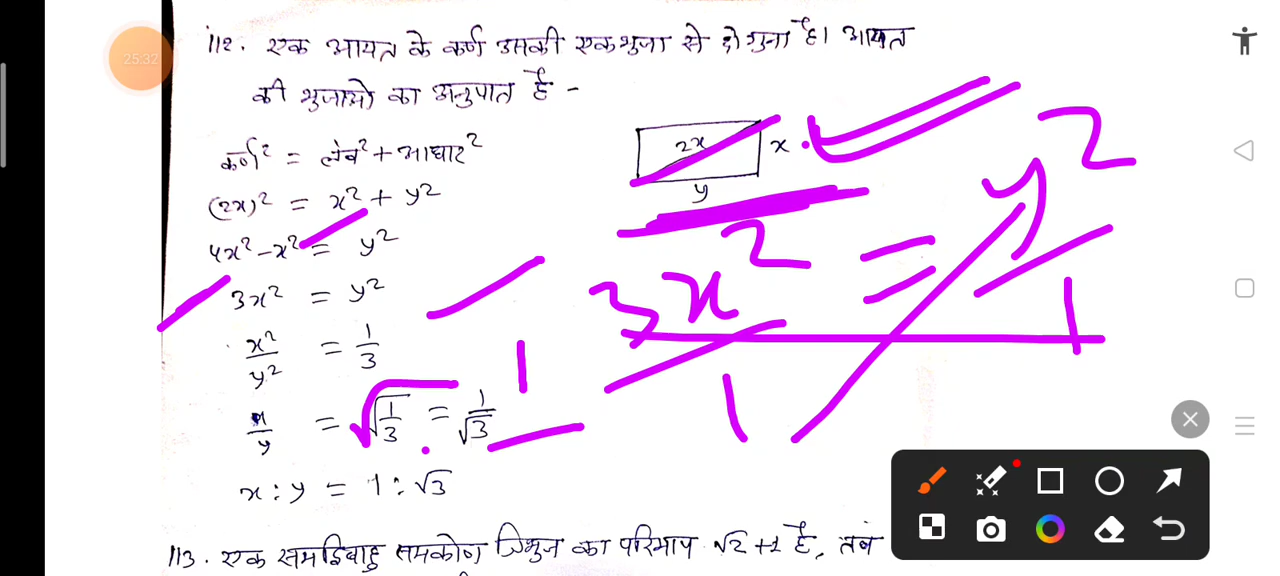 25:32
112. एक आयत के कर्ण उसकी एक भुजा से दो गुना है। आयत
की भुजाओ का अनुपात है -
कर्ण² = लंब² + आधार²
2x x
y
(2x)² = x² + y²
4x² - x² = y²
3x² = y²
x²/y² = 1/3
x/y = √1/3 = 1/√3
x : y = 1 : √3
3x² = y²
1 1
1
113. एक समद्विबाहु समकोण त्रिभुज का परिमाप √2 + 1 है, तब